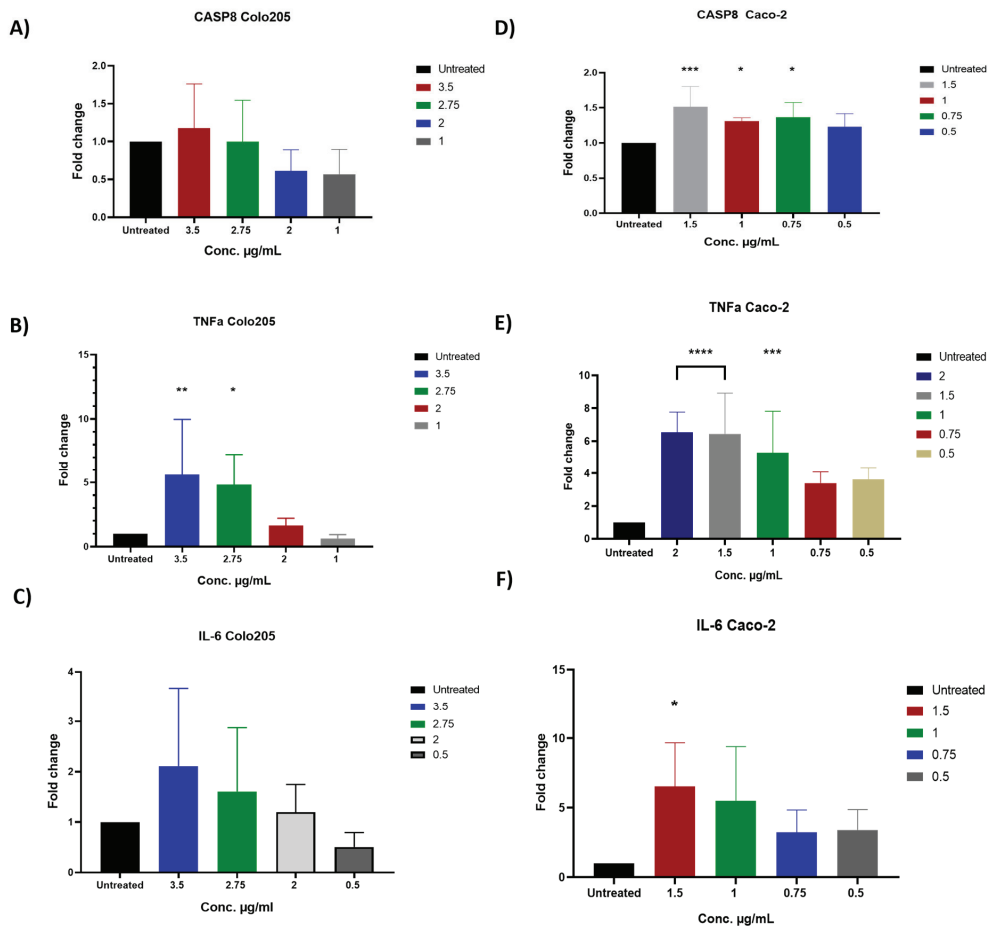 A)
CASP8 Colo205
Fold change
2.0
1.5
1.0
0.5
0.0
Untreated 3.5 2.75 2 1
Conc. µg/mL
Untreated
3.5
2.75
2
1
B)
TNFa Colo205
Fold change
15
10
5
0
** *
Untreated 3.5 2.75 2 1
Conc. µg/mL
Untreated
3.5
2.75
2
1
C)
IL-6 Colo205
Fold change
4
3
2
1
0
Untreated 3.5 2.75 2 0.5
Conc. µg/ml
Untreated
3.5
2.75
2
0.5
D)
CASP8 Caco-2
Fold change
2.0
1.5
1.0
0.5
0.0
*** * *
Untreated 1.5 1 0.75 0.5
Conc. µg/mL
Untreated
1.5
1
0.75
0.5
E)
TNFa Caco-2
Fold change
10
8
6
4
2
0
**** ***
Untreated 2 1.5 1 0.75 0.5
Conc. µg/mL
Untreated
2
1.5
1
0.75
0.5
F)
IL-6 Caco-2
Fold change
15
10
5
0
*
Untreated 1.5 1 0.75 0.5
Conc. µg/mL
Untreated
1.5
1
0.75
0.5